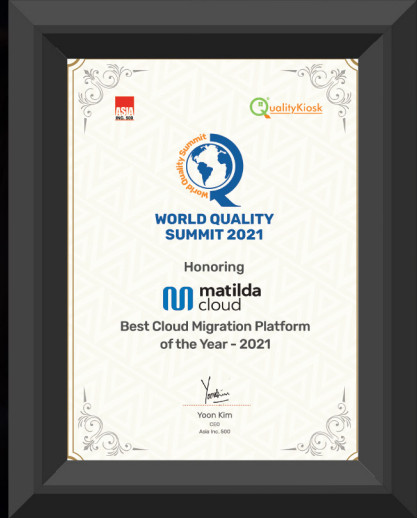 ASIA
INC. 500
QualityKiosk
World Quality Summit
WORLD QUALITY
SUMMIT 2021
Honoring
matilda
cloud
Best Cloud Migration Platform
of the Year - 2021
Yoon Kim
CEO
Asia Inc. 500